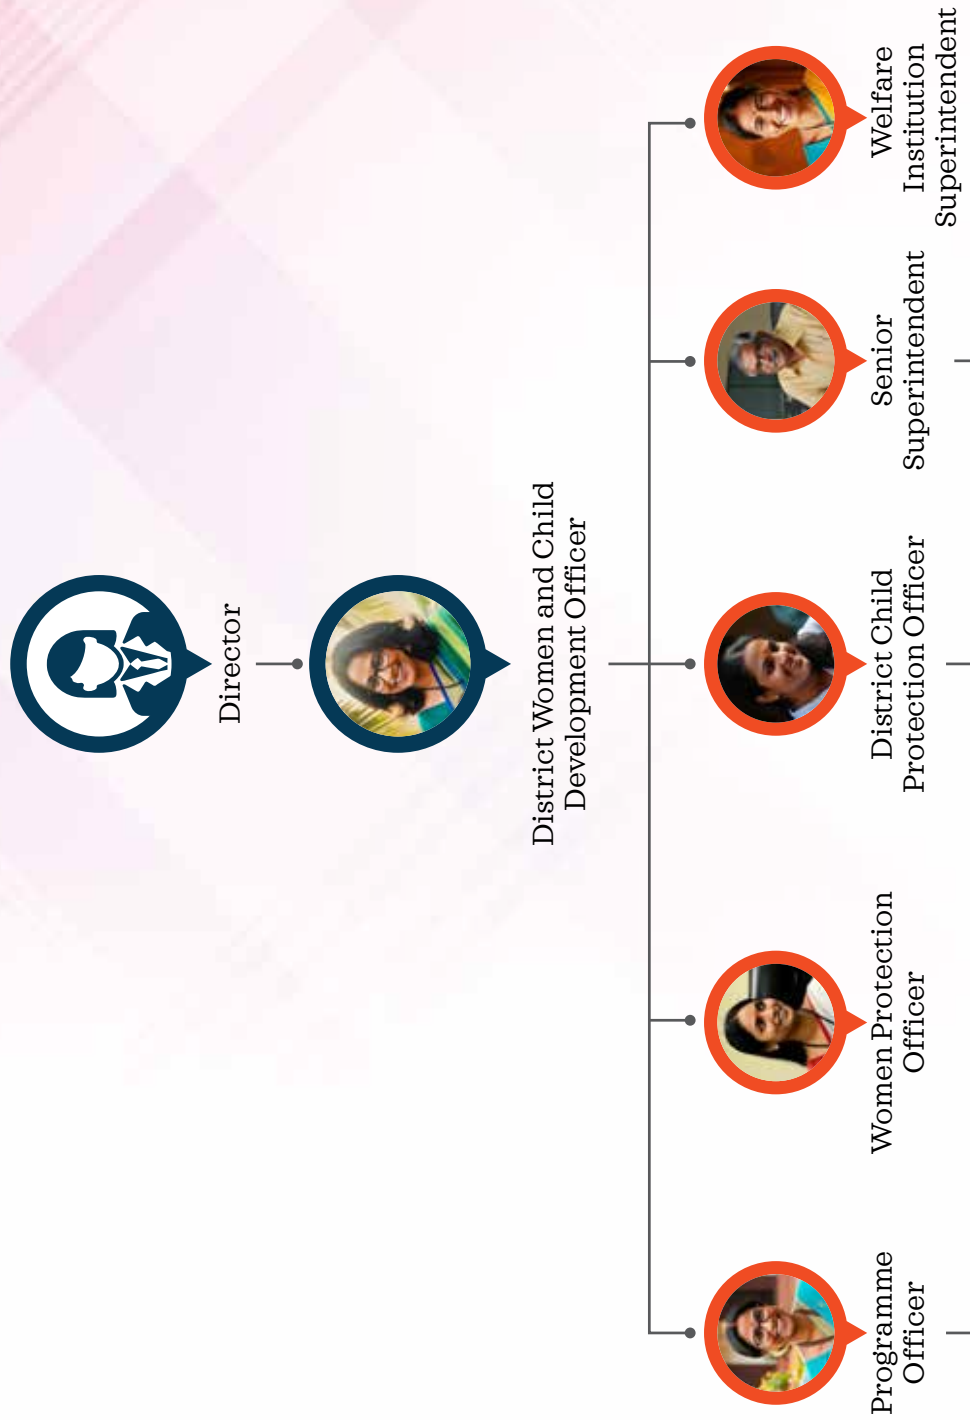 Director
District Women and Child
Development Officer
Programme
Officer
Women Protection
Officer
District Child
Protection Officer
Senior
Superintendent
Welfare
Institution
Superintendent